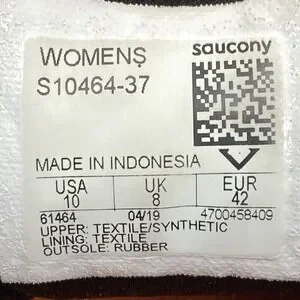 WOMENS saucony
S10464-37
MADE IN INDONESIA
USA UK EUR
10 8 42
61464 04/19 4700458409
UPPER: TEXTILE/SYNTHETIC
LINING: TEXTILE
OUTSOLE: RUBBER